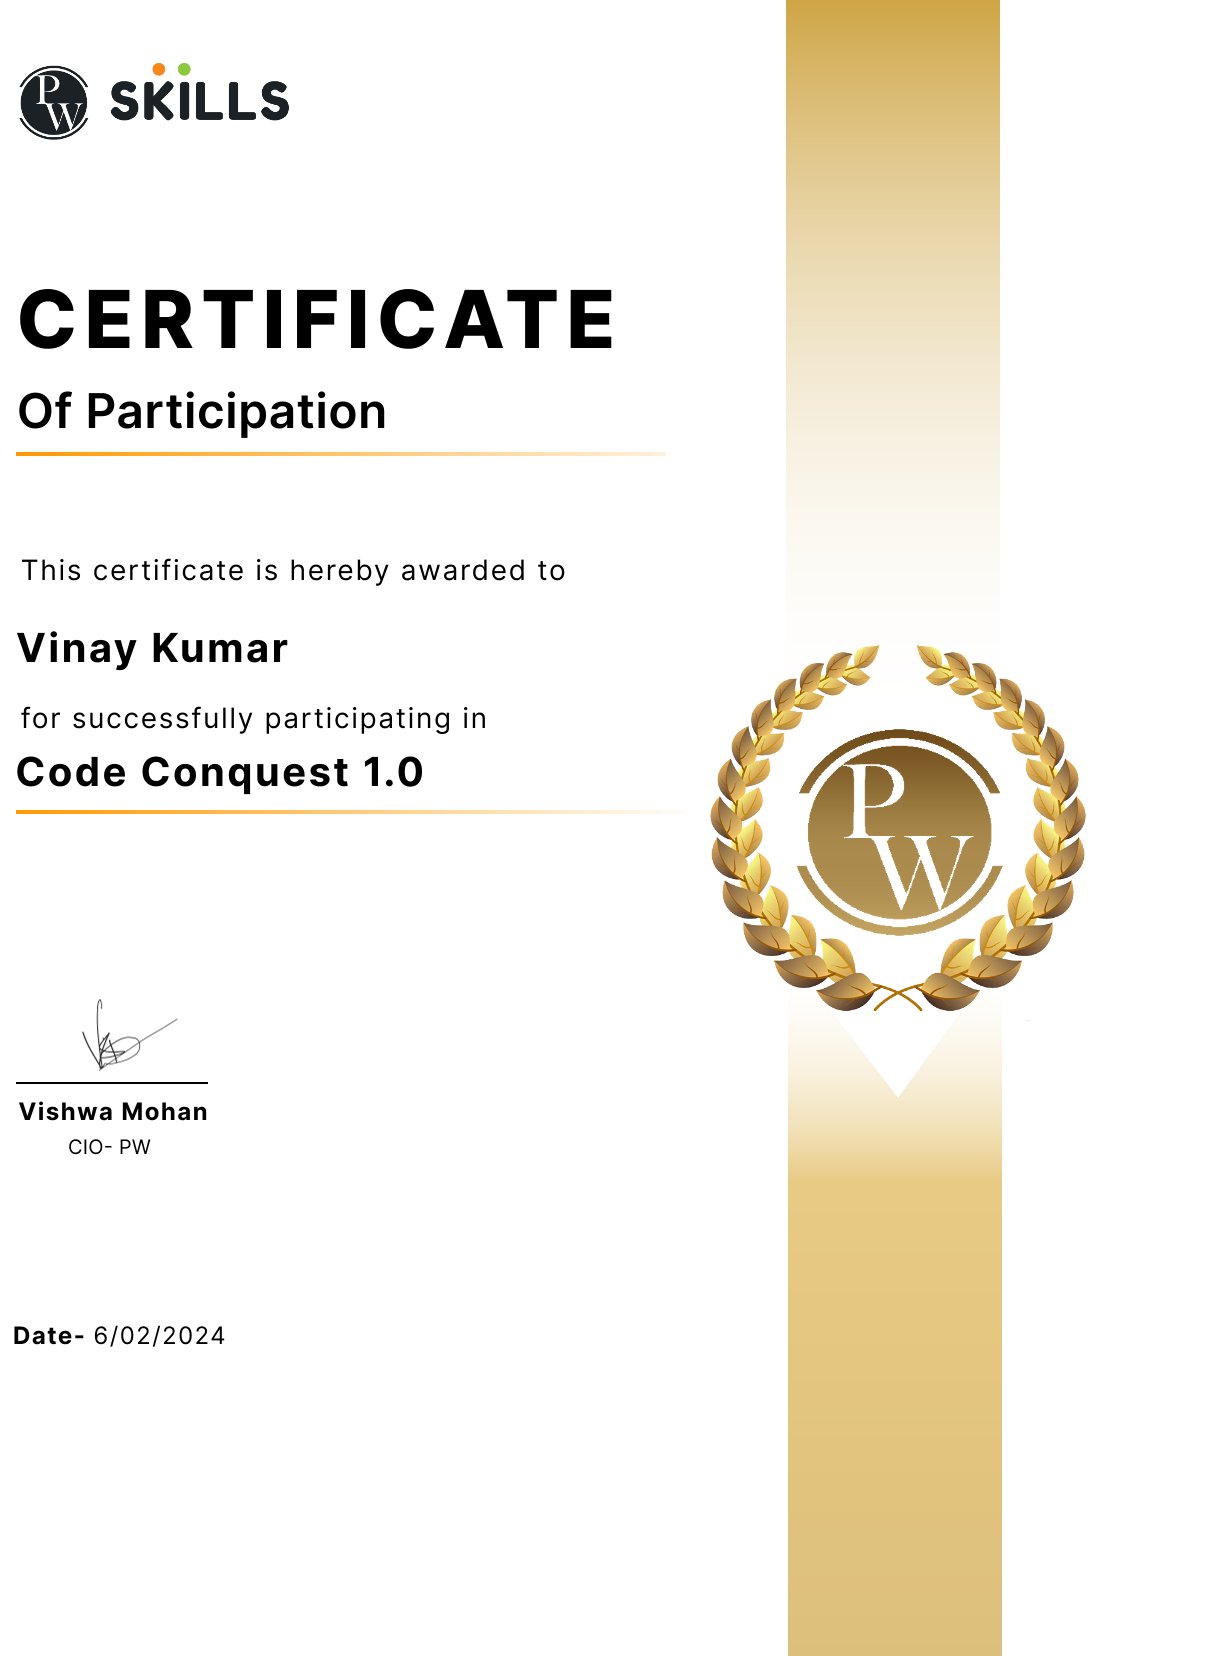 PW SKILLS
CERTIFICATE
Of Participation
This certificate is hereby awarded to
Vinay Kumar
for successfully participating in
Code Conquest 1.0
PW
Vishwa Mohan
CIO- PW
Date- 6/02/2024